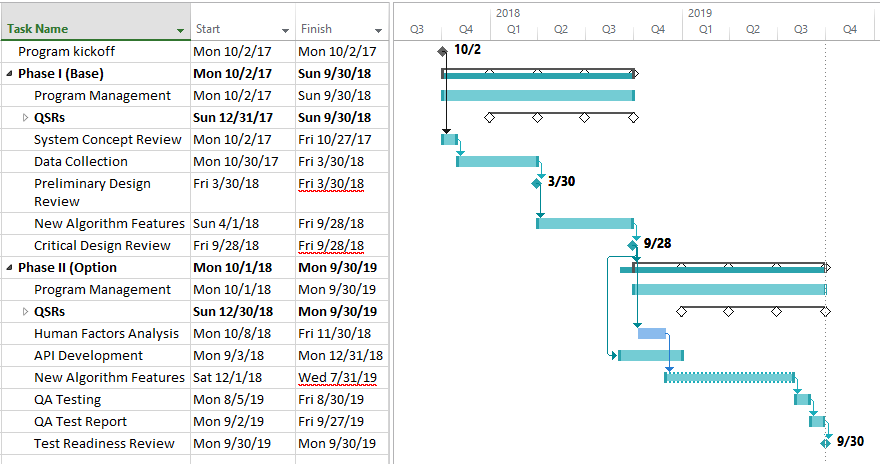 Task Name Start Finish
2018 2019
Q3 Q4 Q1 Q2 Q3 Q4 Q1 Q2 Q3 Q4
Program kickoff Mon 10/2/17 Mon 10/2/17 10/2
Phase I (Base) Mon 10/2/17 Sun 9/30/18
Program Management Mon 10/2/17 Sun 9/30/18
QSRs Sun 12/31/17 Sun 9/30/18
System Concept Review Mon 10/2/17 Fri 10/27/17
Data Collection Mon 10/30/17 Fri 3/30/18
Preliminary Design Fri 3/30/18 Fri 3/30/18 3/30
Review
New Algorithm Features Sun 4/1/18 Fri 9/28/18
Critical Design Review Fri 9/28/18 Fri 9/28/18 9/28
Phase II (Option Mon 10/1/18 Mon 9/30/19
Program Management Mon 10/1/18 Mon 9/30/19
QSRs Sun 12/30/18 Mon 9/30/19
Human Factors Analysis Mon 10/8/18 Fri 11/30/18
API Development Mon 9/3/18 Mon 12/31/18
New Algorithm Features Sat 12/1/18 Wed 7/31/19
QA Testing Mon 8/5/19 Fri 8/30/19
QA Test Report Mon 9/2/19 Fri 9/27/19
Test Readiness Review Mon 9/30/19 Mon 9/30/19 9/30